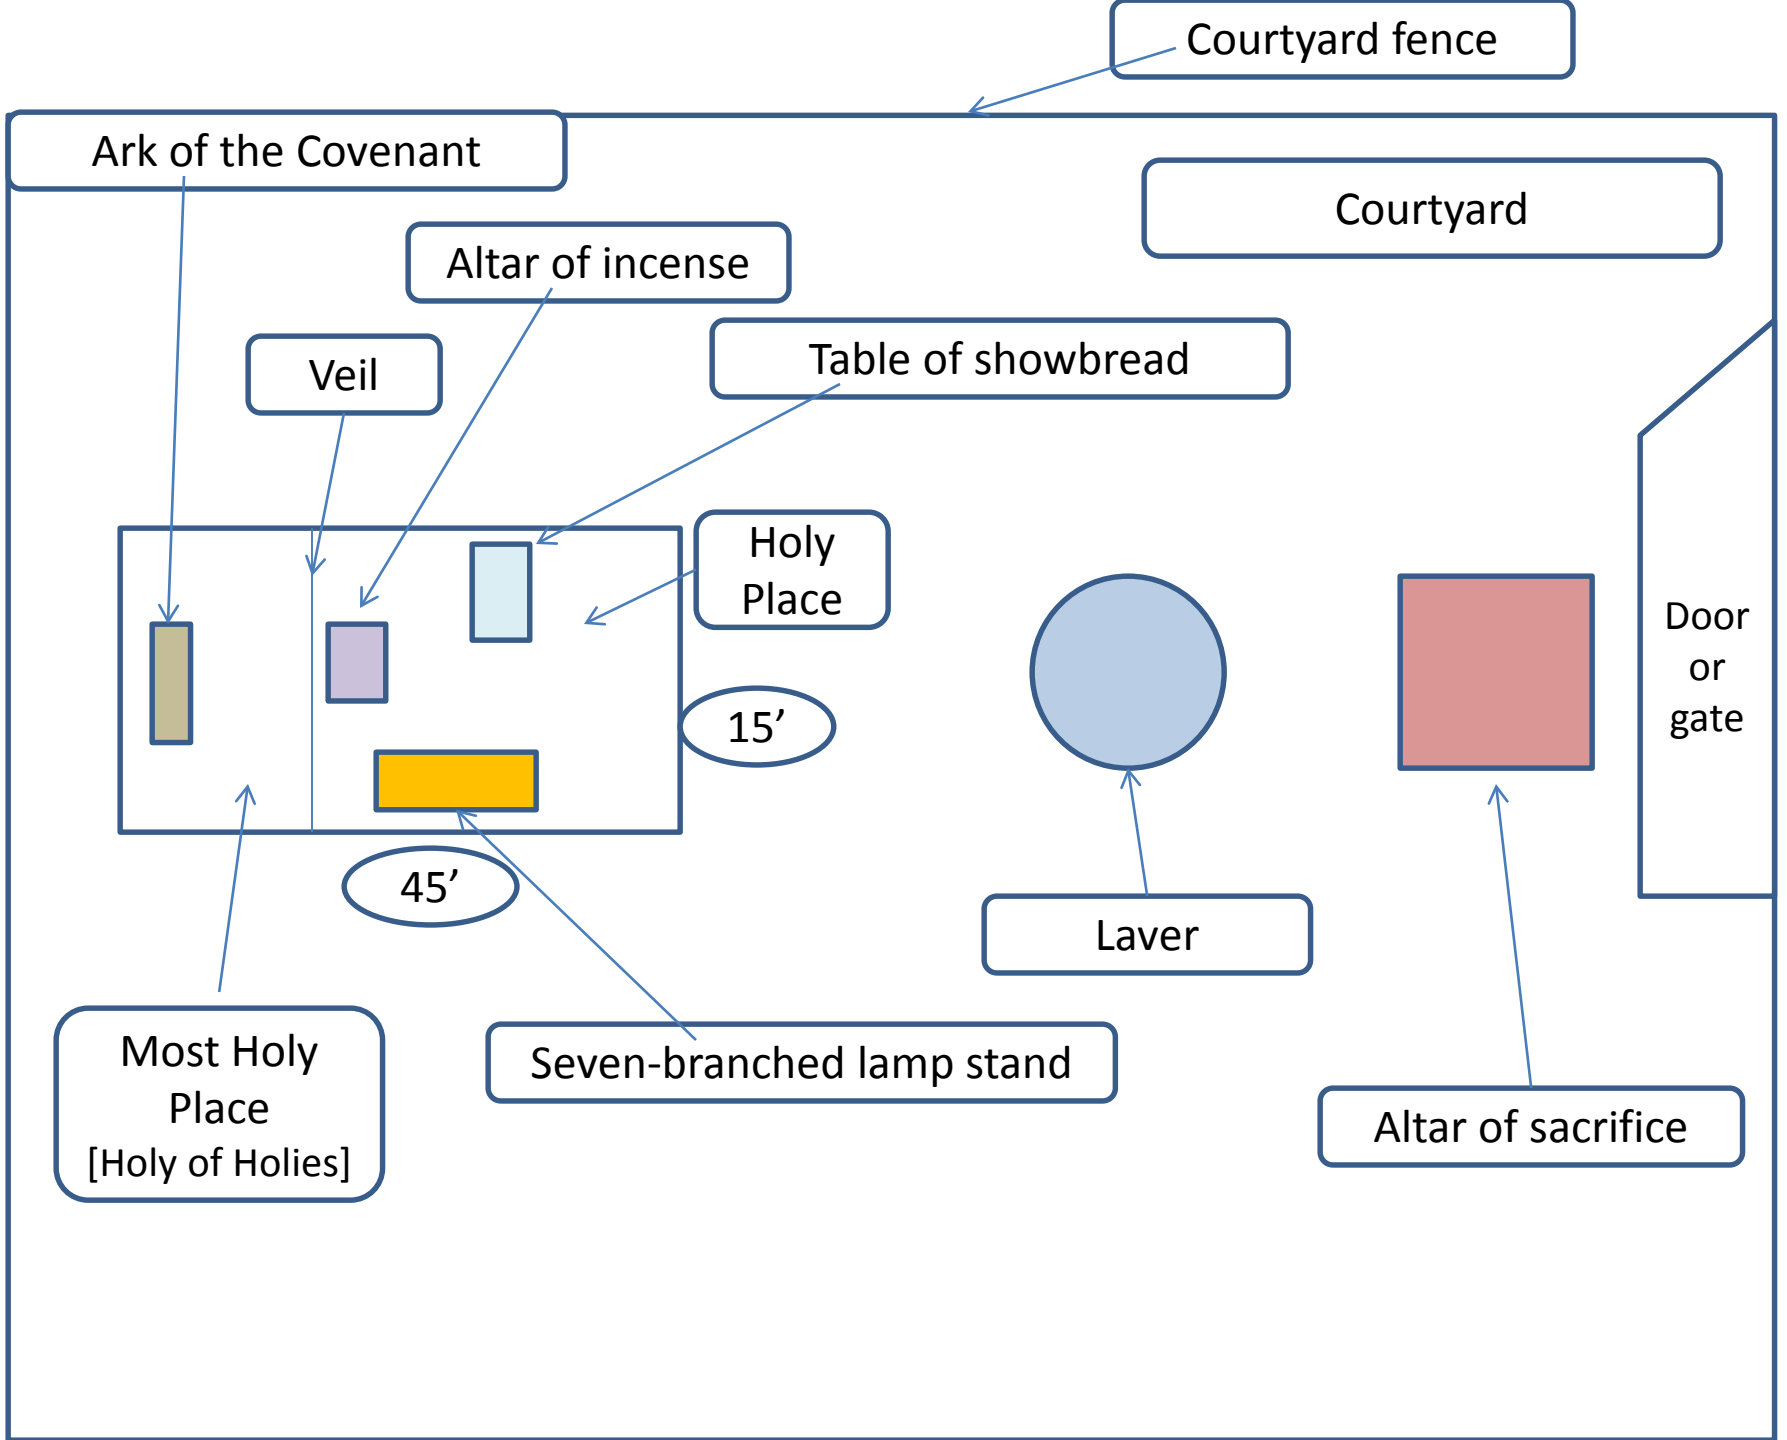 Courtyard fence
Ark of the Covenant
Courtyard
Altar of incense
Table of showbread
Veil
Holy
Place
Door
or
gate
15’
45’
Laver
Most Holy
Place
[Holy of Holies]
Seven-branched lamp stand
Altar of sacrifice